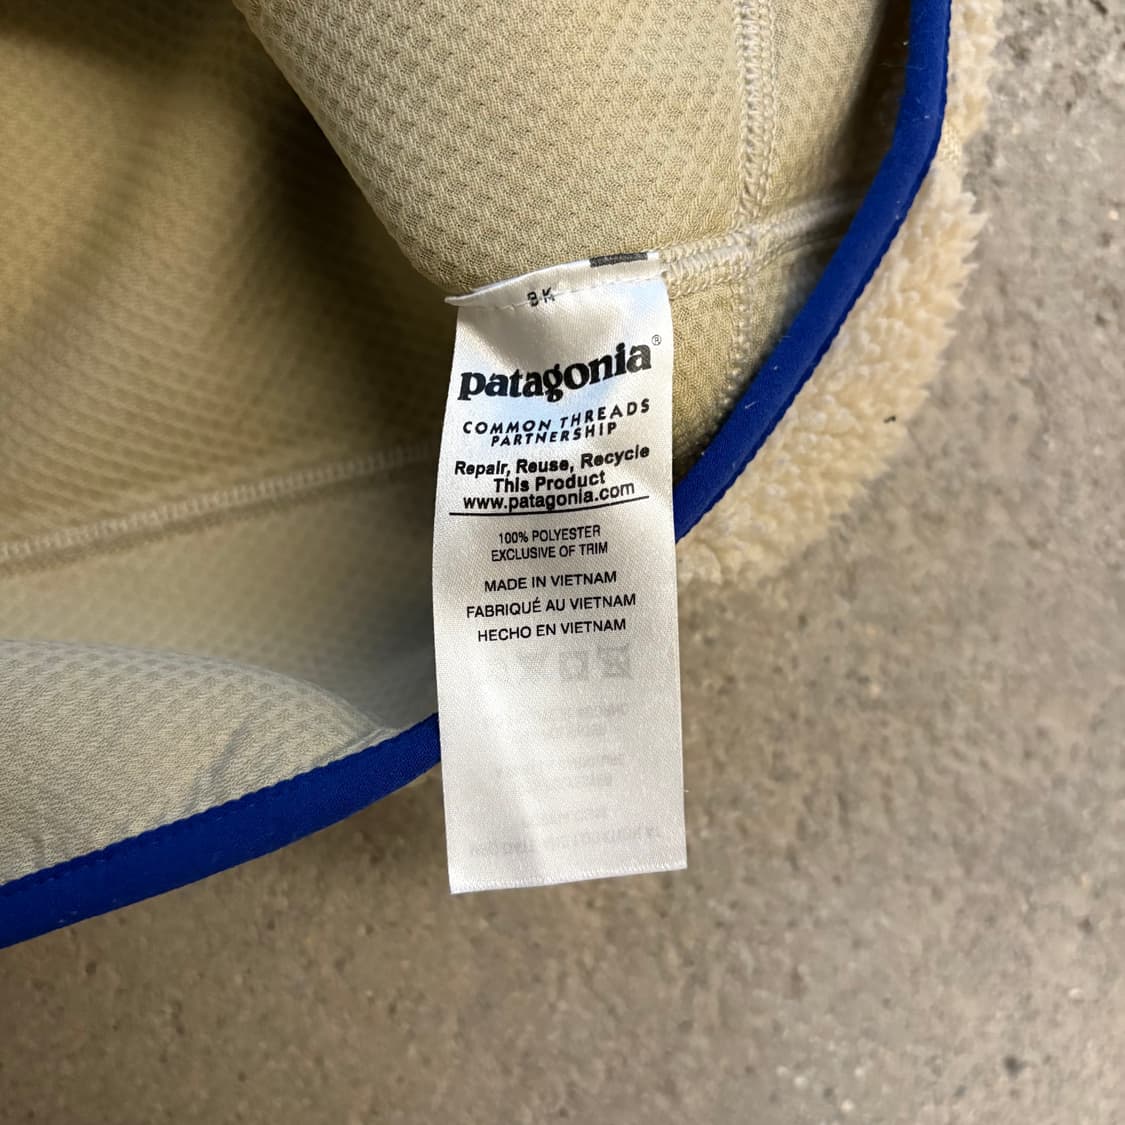 patagonia®
COMMON THREADS
PARTNERSHIP
Repair, Reuse, Recycle
This Product
www.patagonia.com
100% POLYESTER
EXCLUSIVE OF TRIM
MADE IN VIETNAM
FABRIQUÉ AU VIETNAM
HECHO EN VIETNAM